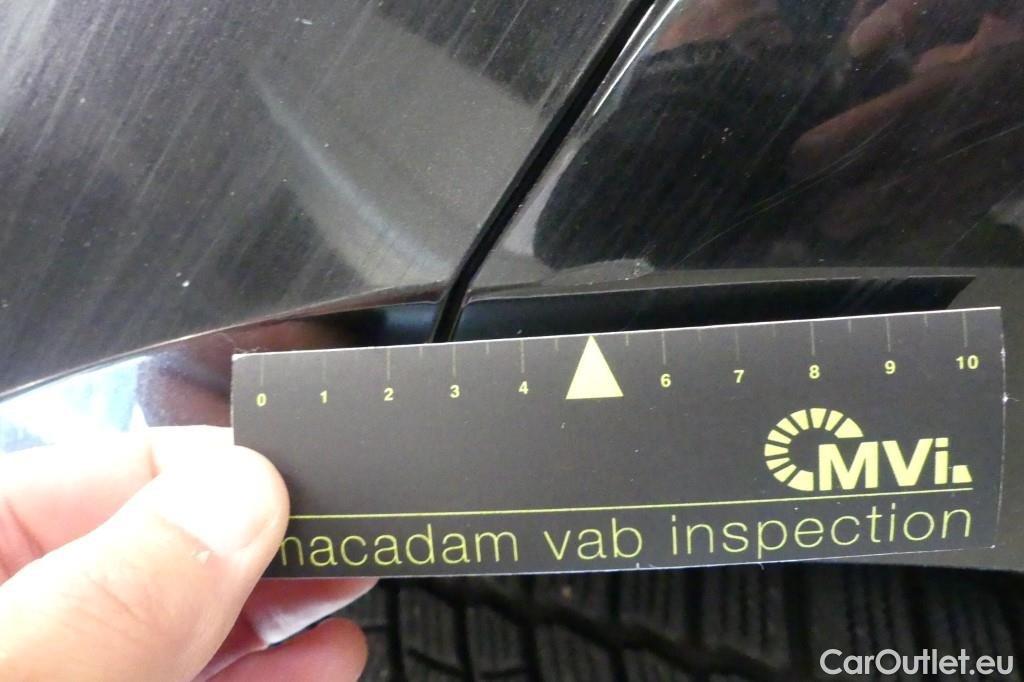 0 1 2 3 4 6 7 8 9 10
MVi
macadam vab inspection
CarOutlet.eu